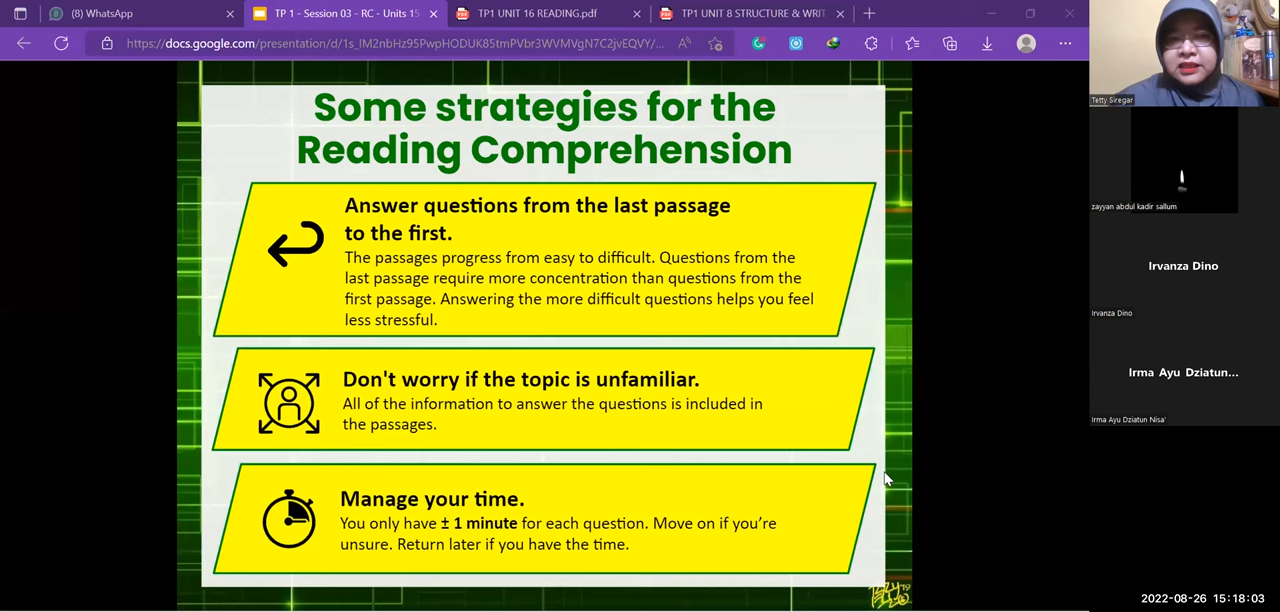 (8) WhatsApp
TP 1 - Session 03 - RC - Units 15
TP1 UNIT 16 READING.pdf
TP1 UNIT 8 STRUCTURE & WRIT
https://docs.google.com/presentation/d/1s_IM2nbHz95PwpHODUK85tmPVbr3WVMVgN7C2jvEQVY/...
Some strategies for the
Reading Comprehension
Answer questions from the last passage
to the first.
The passages progress from easy to difficult. Questions from the
last passage require more concentration than questions from the
first passage. Answering the more difficult questions helps you feel
less stressful.
Don't worry if the topic is unfamiliar.
All of the information to answer the questions is included in
the passages.
Manage your time.
You only have ± 1 minute for each question. Move on if you’re
unsure. Return later if you have the time.
Tetty Siregar
zayyan abdul kadir sallum
Irvanza Dino
Irvanza Dino
Irma Ayu Dziatun...
Irma Ayu Dziatun Nisa'
2022-08-26 15:18:03